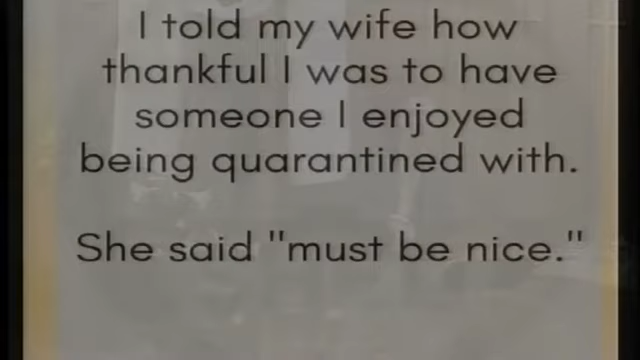 I told my wife how
thankful I was to have
someone I enjoyed
being quarantined with.
She said "must be nice."